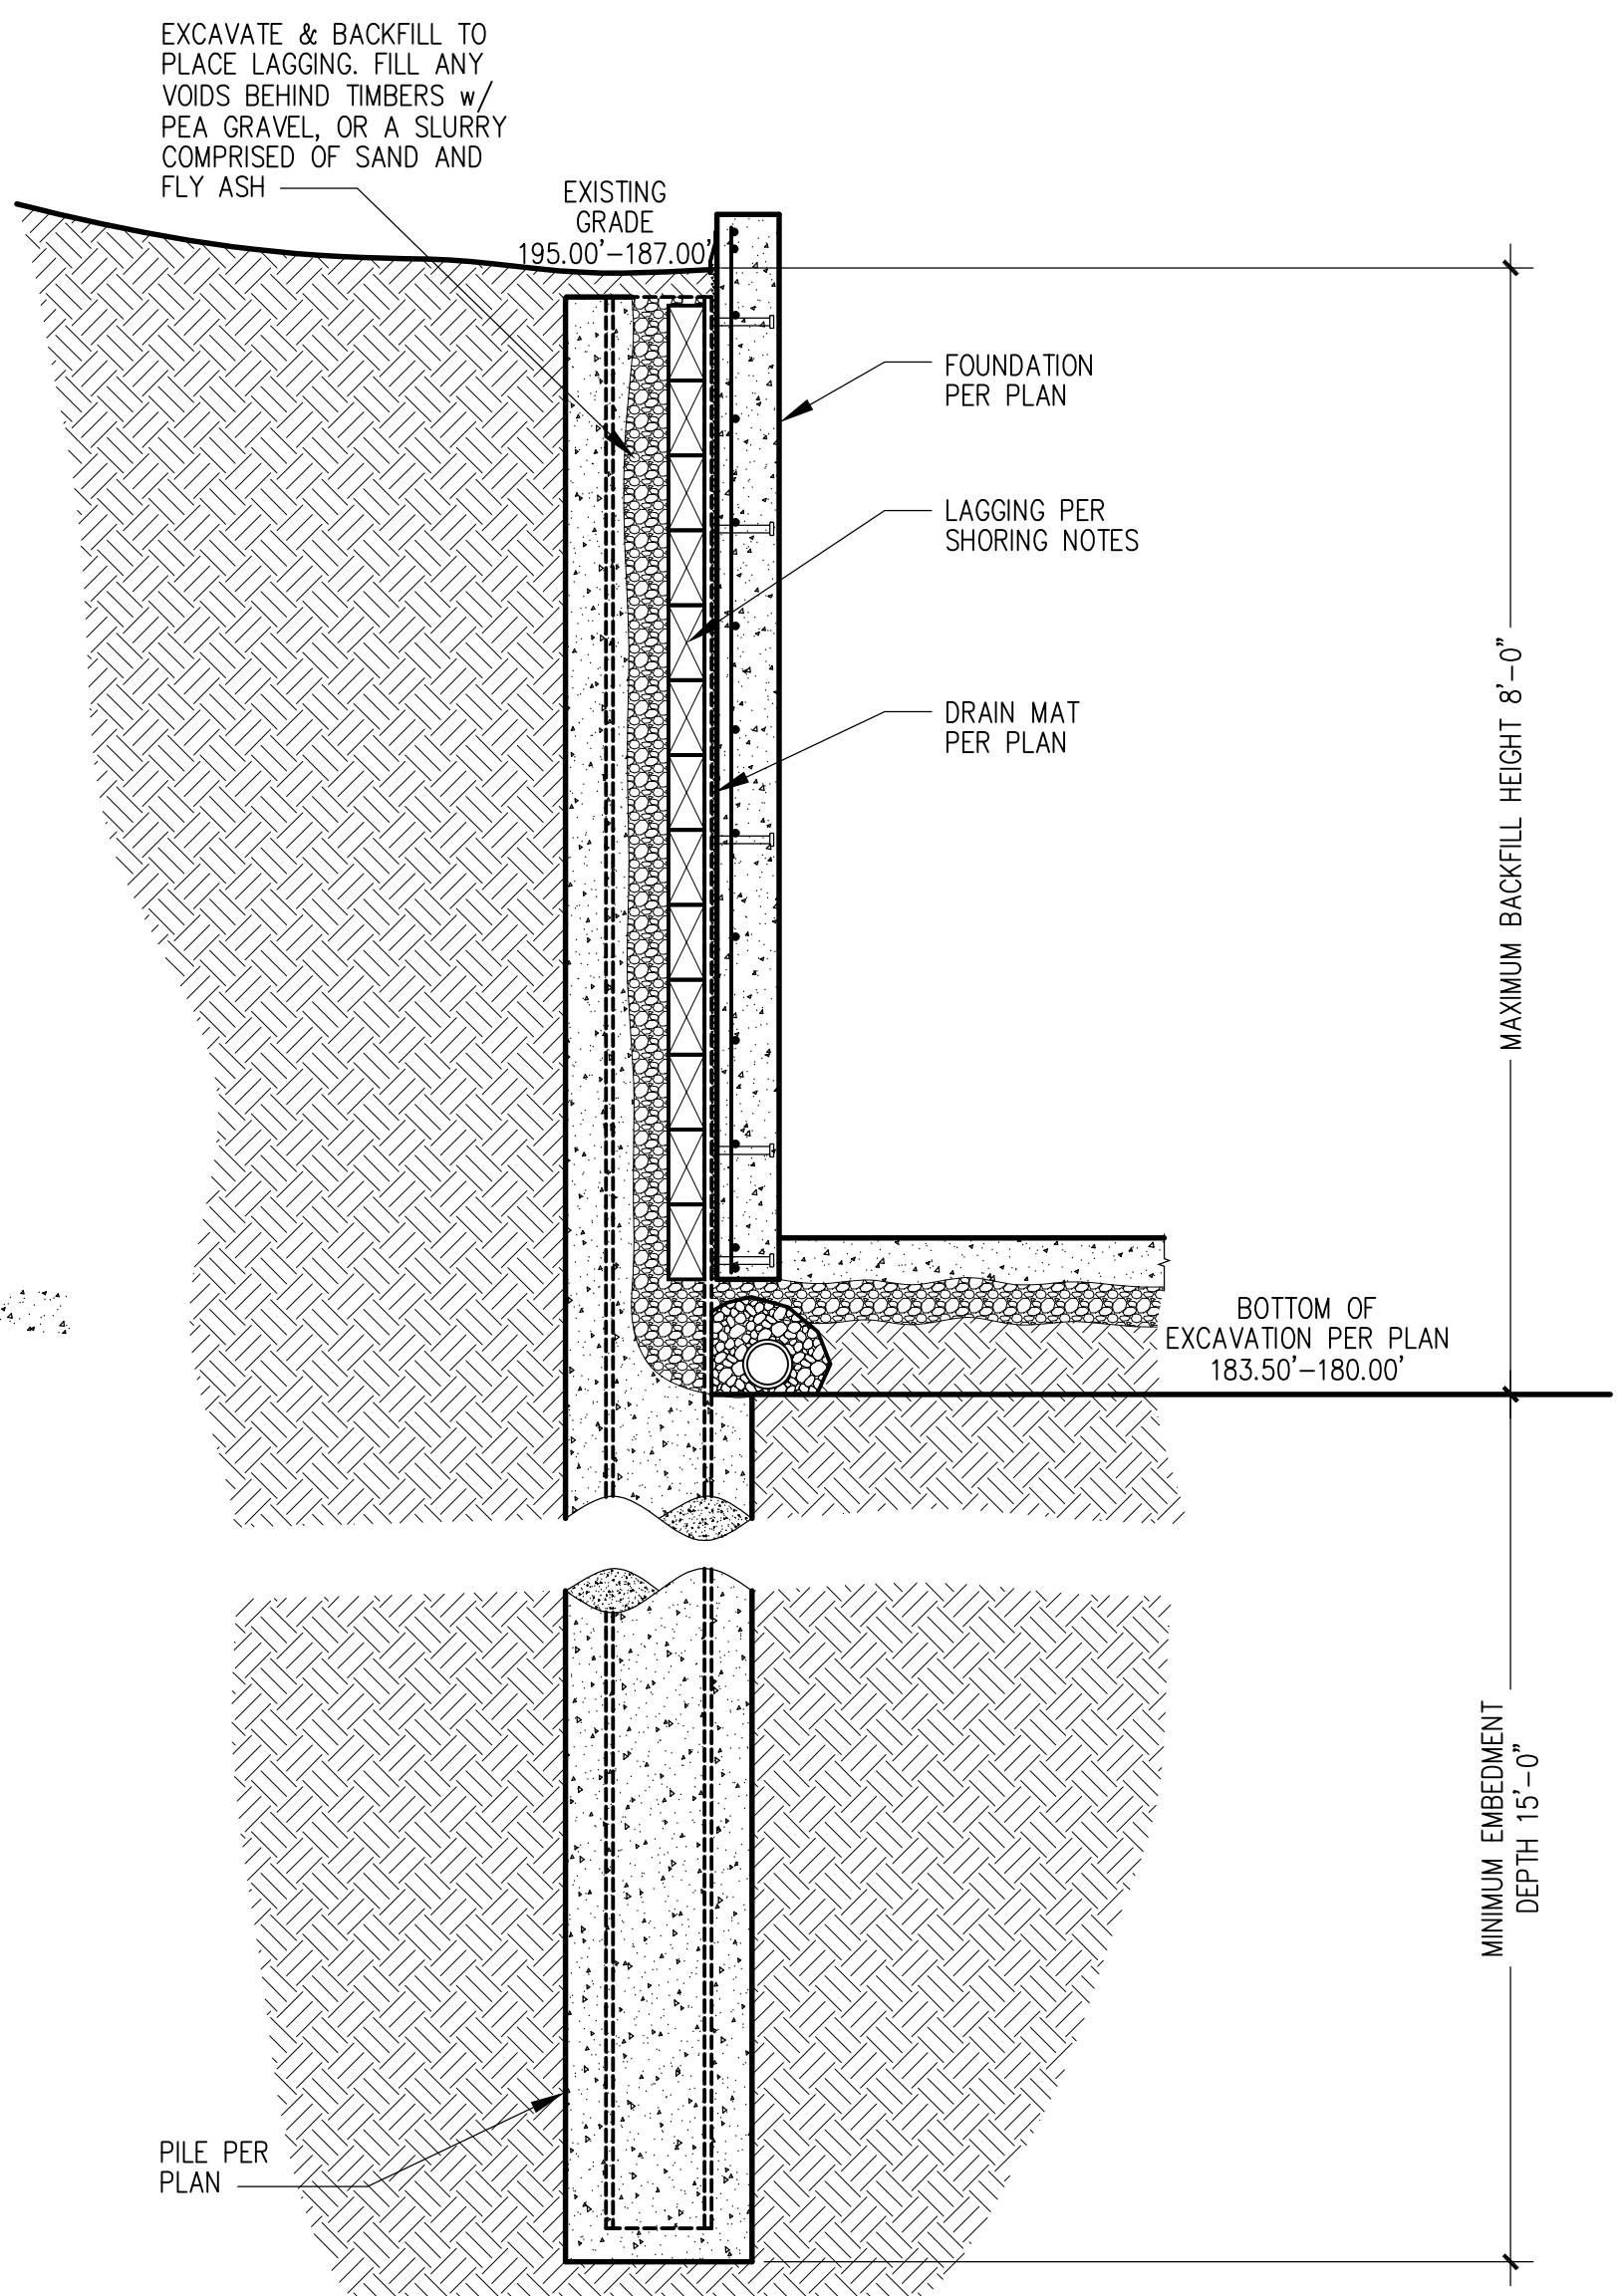 EXCAVATE & BACKFILL TO
PLACE LAGGING. FILL ANY
VOIDS BEHIND TIMBERS w/
PEA GRAVEL, OR A SLURRY
COMPRISED OF SAND AND
FLY ASH
EXISTING
GRADE
195.00'-187.00'
FOUNDATION
PER PLAN
LAGGING PER
SHORING NOTES
DRAIN MAT
PER PLAN
MAXIMUM BACKFILL HEIGHT 8'-0"
BOTTOM OF
EXCAVATION PER PLAN
183.50'-180.00'
MINIMUM EMBEDMENT
DEPTH 15'-0"
PILE PER
PLAN